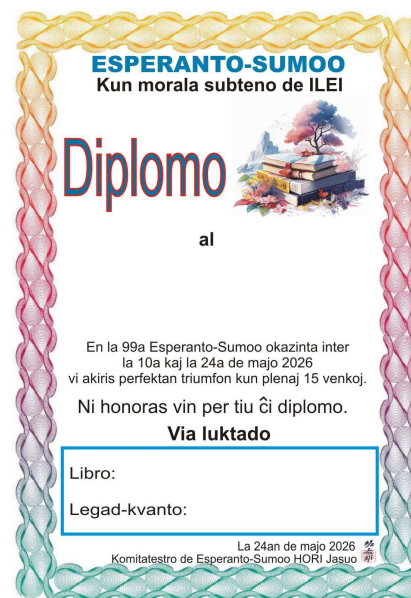 ESPERANTO-SUMOO
Kun morala subteno de ILEI
Diplomo
al
En la 99a Esperanto-Sumoo okazinta inter
la 10a kaj la 24a de majo 2026
vi akiris perfektan triumfon kun plenaj 15 venkoj.
Ni honoras vin per tiu ĉi diplomo.
Via luktado
Libro:
Legad-kvanto:
La 24an de majo 2026
Komitatestro de Esperanto-Sumoo HORI Jasuo